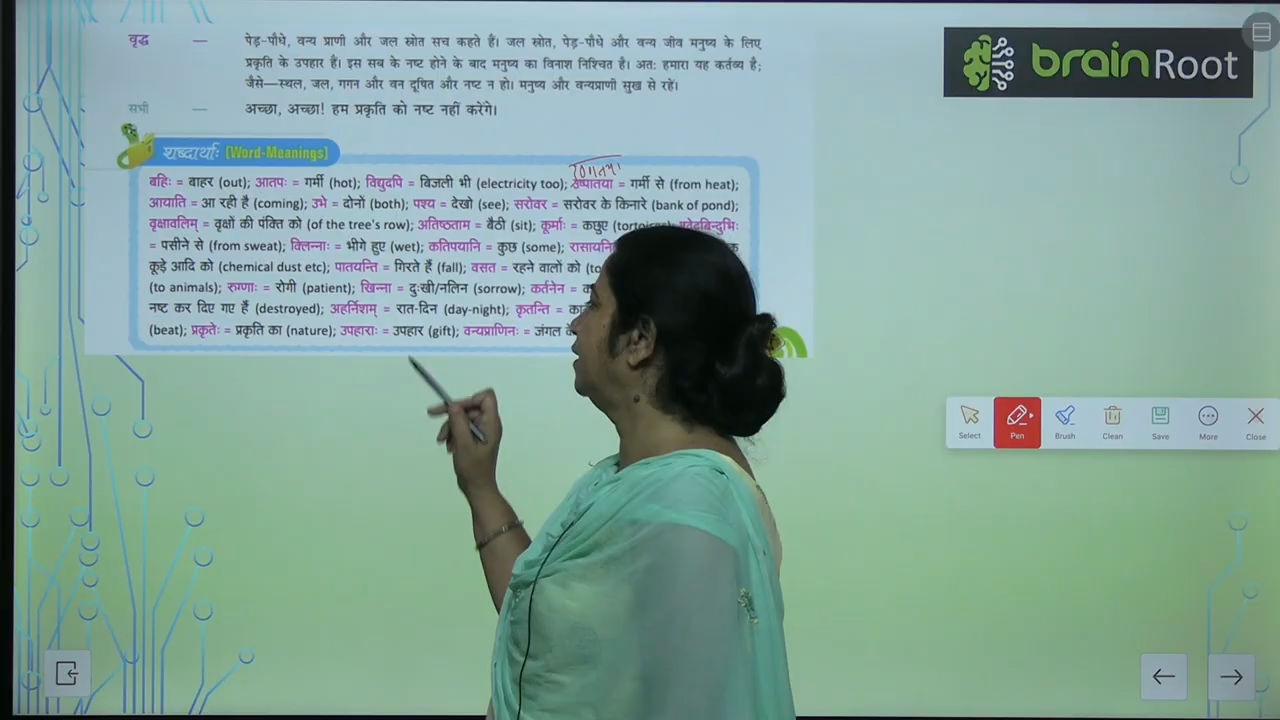 वृद्ध — पेड़-पौधे, वन्य प्राणी और जल स्रोत सच कहते हैं। जल स्रोत, पेड़-पौधे और वन्य जीव मनुष्य के लिए
प्रकृति के उपहार हैं। इस सब के नष्ट होने के बाद मनुष्य का विनाश निश्चित है। अतः हमारा यह कर्तव्य है;
जैसे—स्थल, जल, गगन और वन दूषित और नष्ट न हो। मनुष्य और वन्यप्राणी सुख से रहें।
सभी — अच्छा, अच्छा! हम प्रकृति को नष्ट नहीं करेंगे।
शब्दार्थाः [Word-Meanings]
बहिः = बाहर (out); आतपः = गर्मी (hot); विद्युदपि = बिजली भी (electricity too); = गर्मी से (from heat);
आयाति = आ रही है (coming); उभे = दोनों (both); पश्य = देखो (see); सरोवर = सरोवर के किनारे (bank of pond);
वृक्षावलिम् = वृक्षों की पंक्ति को (of the tree's row); अतिष्ठताम = बैठी (sit); कूर्माः = कछुए
= पसीने से (from sweat); क्लिन्नाः = भीगे हुए (wet); कतिपयानि = कुछ (some);
कूड़े आदि को (chemical dust etc); पातयन्ति = गिरते हैं (fall); वसत = रहने वालों को
(to animals); रुग्णाः = रोगी (patient); खिन्ना = दुःखी/नलिन (sorrow); कर्तनेन =
नष्ट कर दिए गए हैं (destroyed); अहर्निशम् = रात-दिन (day-night); कृतन्ति =
(beat); प्रकृतेः = प्रकृति का (nature); उपहाराः = उपहार (gift); वन्यप्राणिनः = जंगल
brainRoot
Select Pen Brush Clean Save More Close